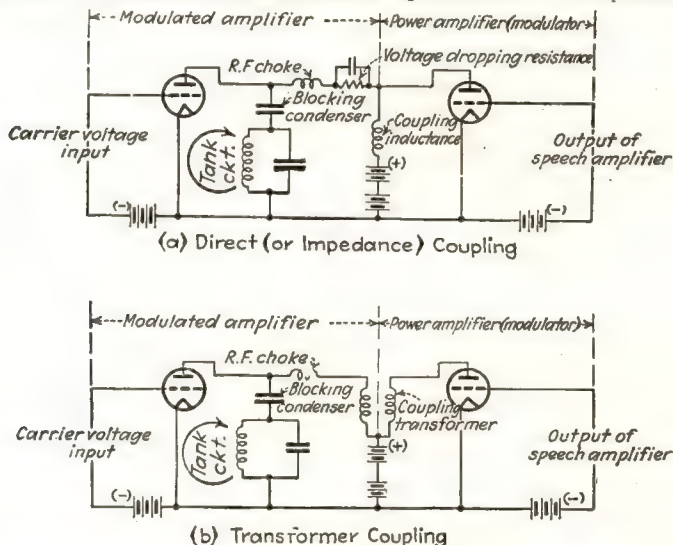 Modulated amplifier
Power amplifier (modulator)
R.F. choke
Voltage dropping resistance
Blocking
condenser
Coupling
inductance
Carrier voltage
input
Tank
ckt.
(+)
Output of
speech amplifier
(-)
(-)
(a) Direct (or Impedance) Coupling
Modulated amplifier
Power amplifier (modulator)
R.F. choke
Blocking
condenser
Coupling
transformer
Carrier voltage
input
Tank
ckt.
(+)
Output of
speech amplifier
(-)
(-)
(b) Transformer Coupling